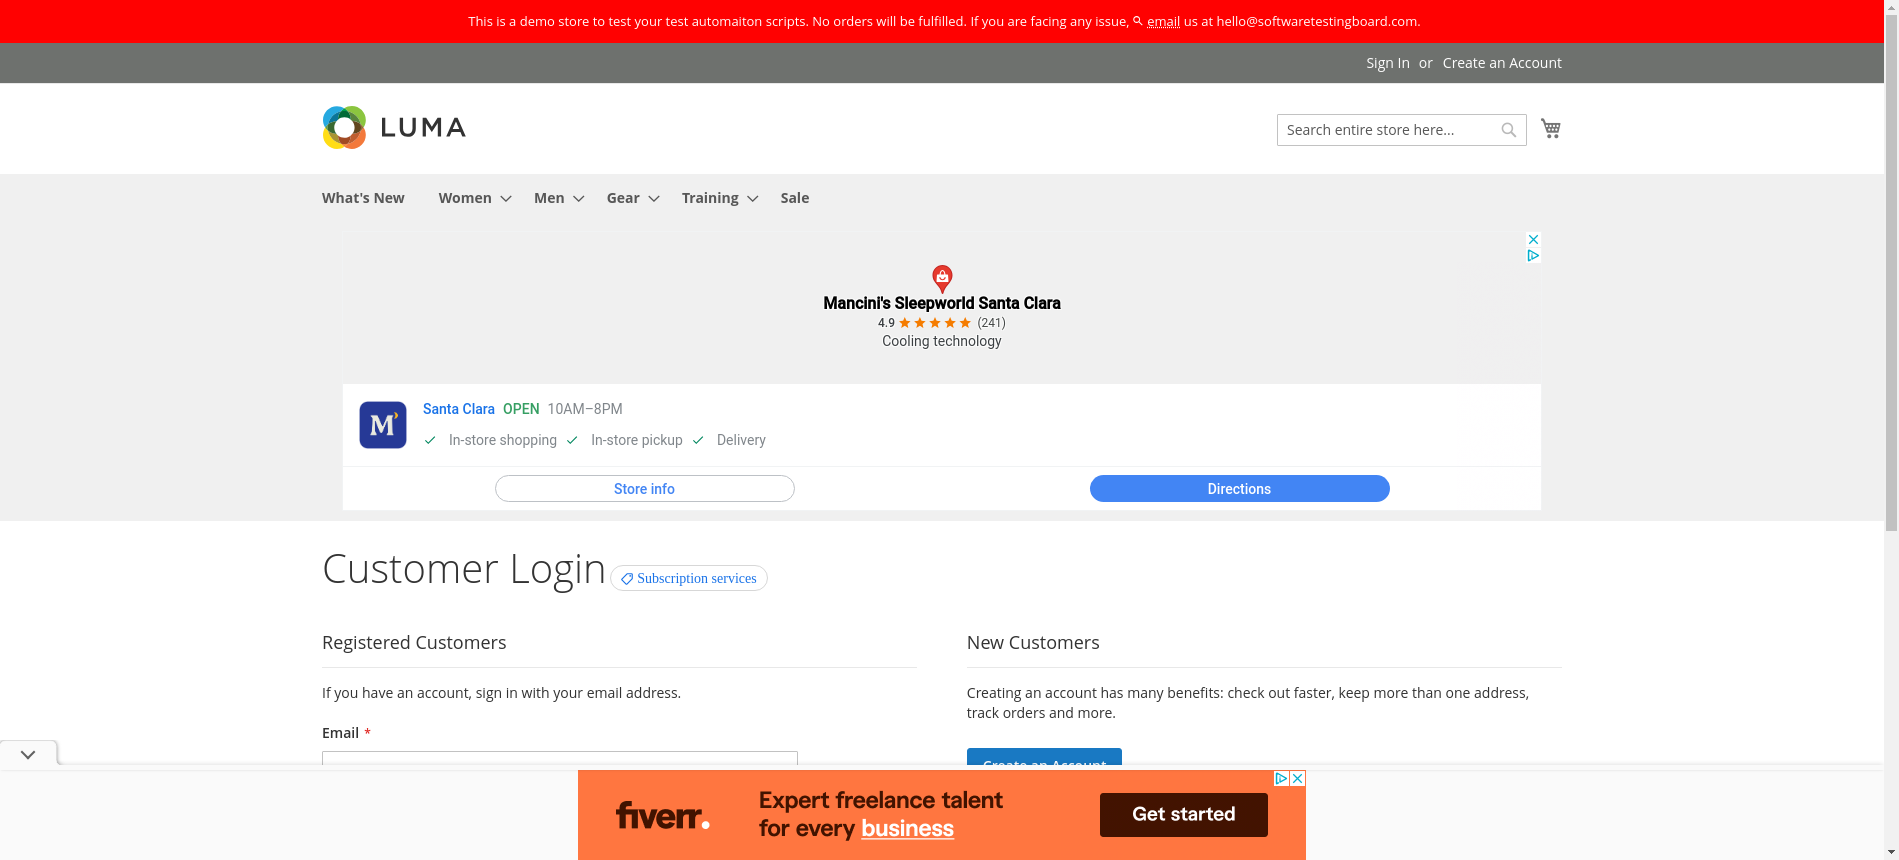 This is a demo store to test your test automaiton scripts. No orders will be fulfilled. If you are facing any issue, email us at hello@softwaretestingboard.com.
Sign In or Create an Account
LUMA
Search entire store here...
What's New Women Men Gear Training Sale
Mancini's Sleepworld Santa Clara
4.9 (241)
Cooling technology
M
Santa Clara OPEN 10AM–8PM
In-store shopping In-store pickup Delivery
Store info Directions
Customer Login Subscription services
Registered Customers
If you have an account, sign in with your email address.
Email *
New Customers
Creating an account has many benefits: check out faster, keep more than one address,
track orders and more.
Create an Account
fiverr.
Expert freelance talent
for every business
Get started